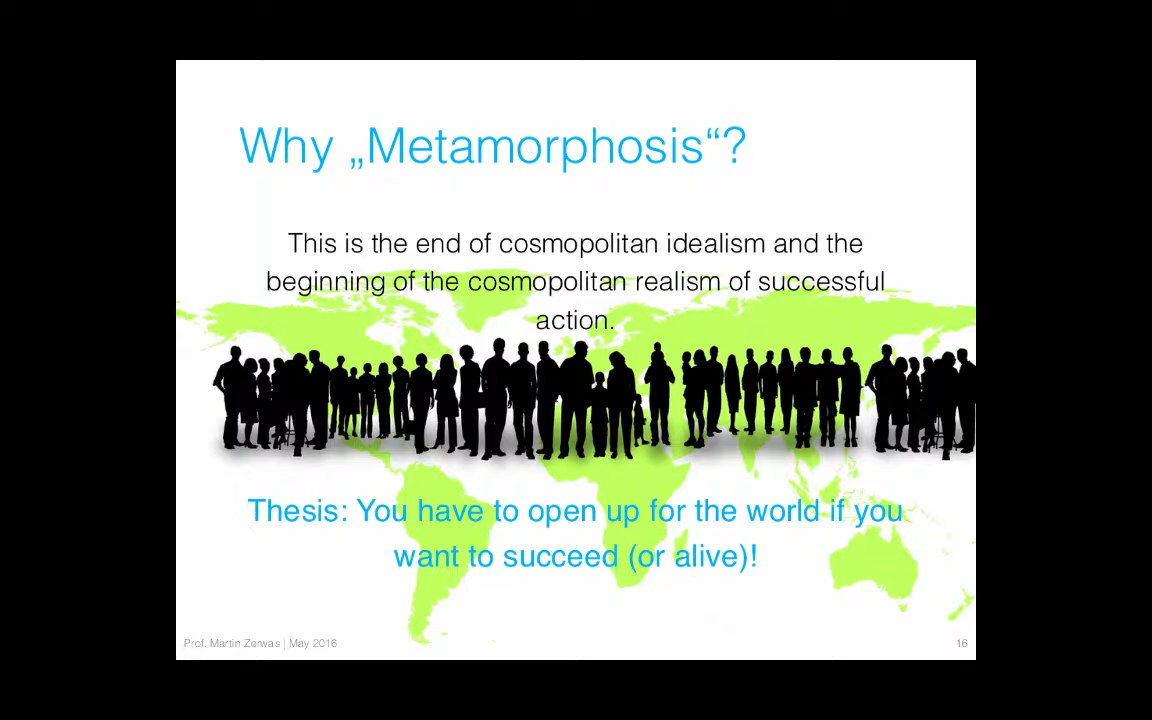 Why „Metamorphosis“?
This is the end of cosmopolitan idealism and the
beginning of the cosmopolitan realism of successful
action.
Thesis: You have to open up for the world if you
want to succeed (or alive)!
Prof. Martin Zerwas | May 2016
16